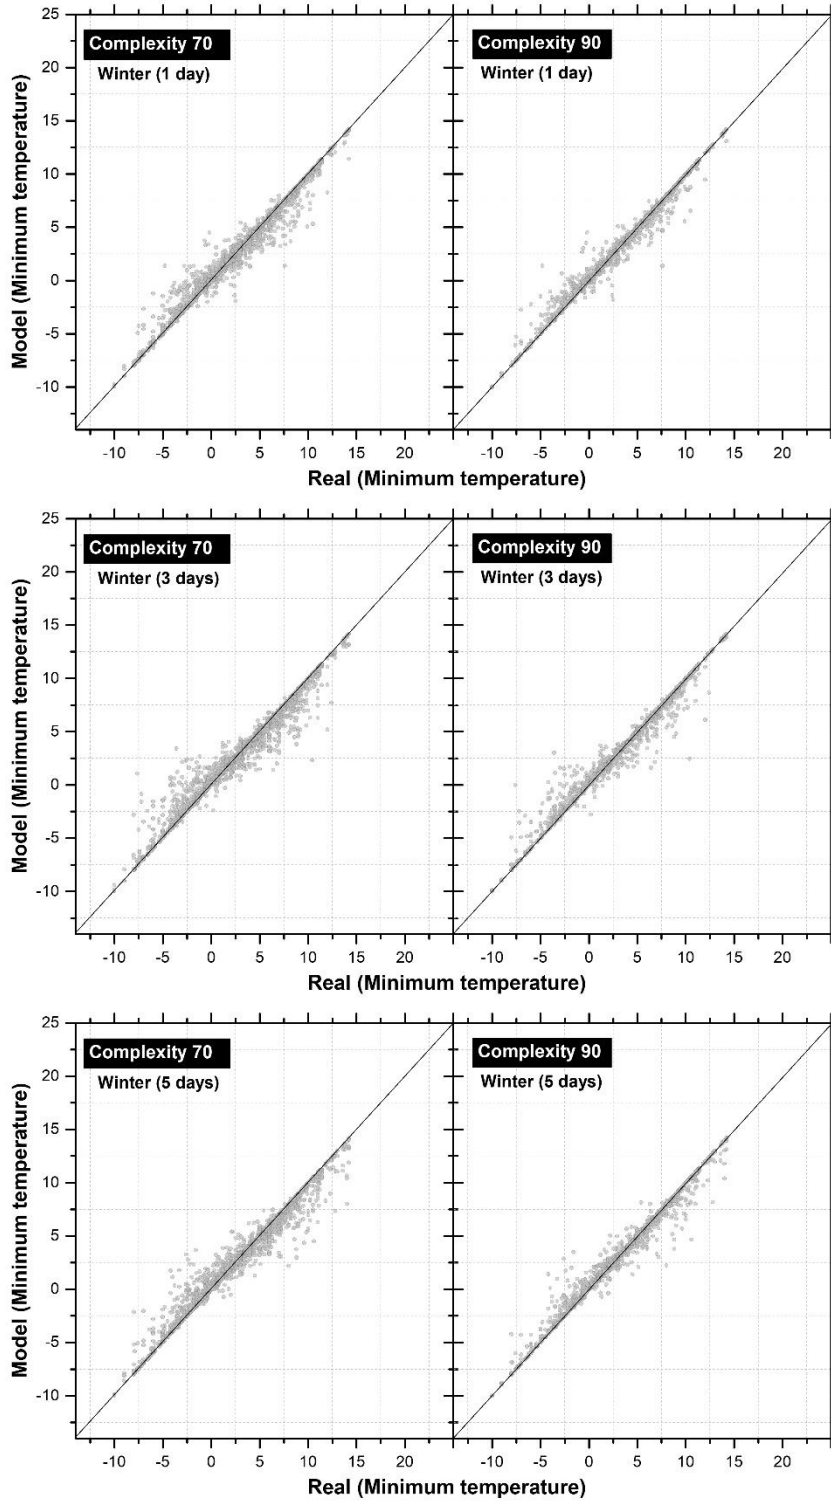 Complexity 70
Winter (1 day)
Complexity 90
Winter (1 day)
Model (Minimum temperature)
25
20
15
10
5
0
-5
-10
-10 -5 0 5 10 15 20 -10 -5 0 5 10 15 20
Real (Minimum temperature)
Complexity 70
Winter (3 days)
Complexity 90
Winter (3 days)
Model (Minimum temperature)
25
20
15
10
5
0
-5
-10
-10 -5 0 5 10 15 20 -10 -5 0 5 10 15 20
Real (Minimum temperature)
Complexity 70
Winter (5 days)
Complexity 90
Winter (5 days)
Model (Minimum temperature)
25
20
15
10
5
0
-5
-10
-10 -5 0 5 10 15 20 -10 -5 0 5 10 15 20
Real (Minimum temperature)